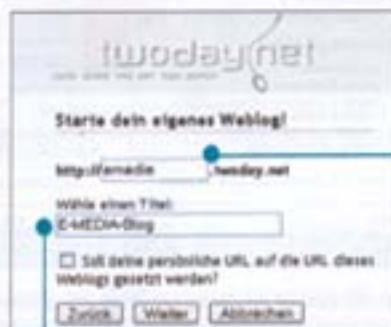 twoday.net
Starte dein eigenes Weblog!
http://emedia.twoday.net
Wähle einen Titel:
E-MEDIA-Blog
Soll deine persönliche URL auf die URL dieses
Weblogs gesetzt werden?
Zurück Weiter Abbrechen